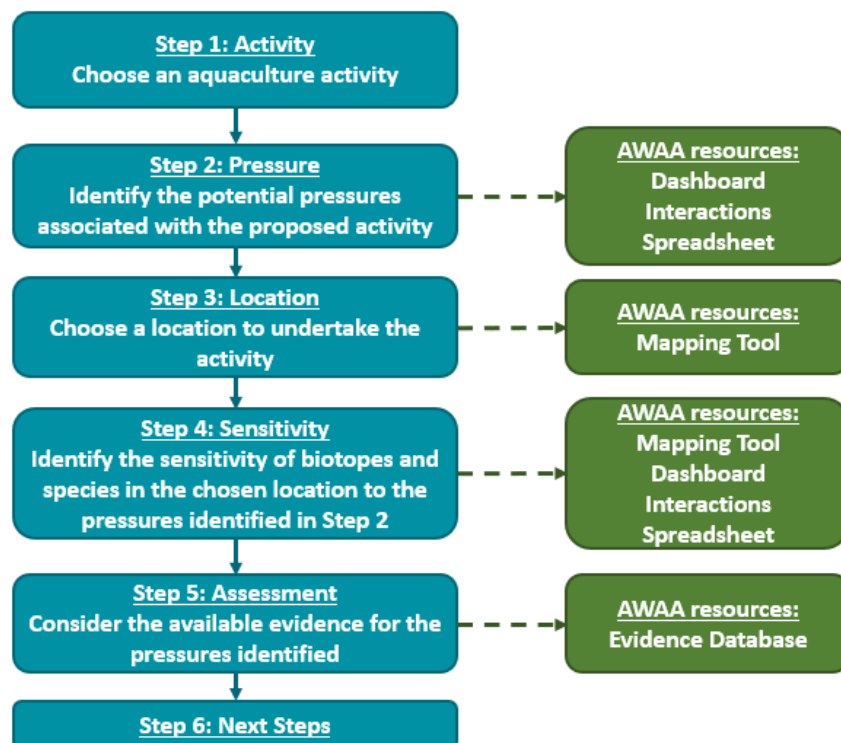 Step 1: Activity
Choose an aquaculture activity
Step 2: Pressure
Identify the potential pressures
associated with the proposed activity
AWAA resources:
Dashboard
Interactions
Spreadsheet
Step 3: Location
Choose a location to undertake the
activity
AWAA resources:
Mapping Tool
Step 4: Sensitivity
Identify the sensitivity of biotopes and
species in the chosen location to the
pressures identified in Step 2
AWAA resources:
Mapping Tool
Dashboard
Interactions
Spreadsheet
Step 5: Assessment
Consider the available evidence for the
pressures identified
AWAA resources:
Evidence Database
Step 6: Next Steps